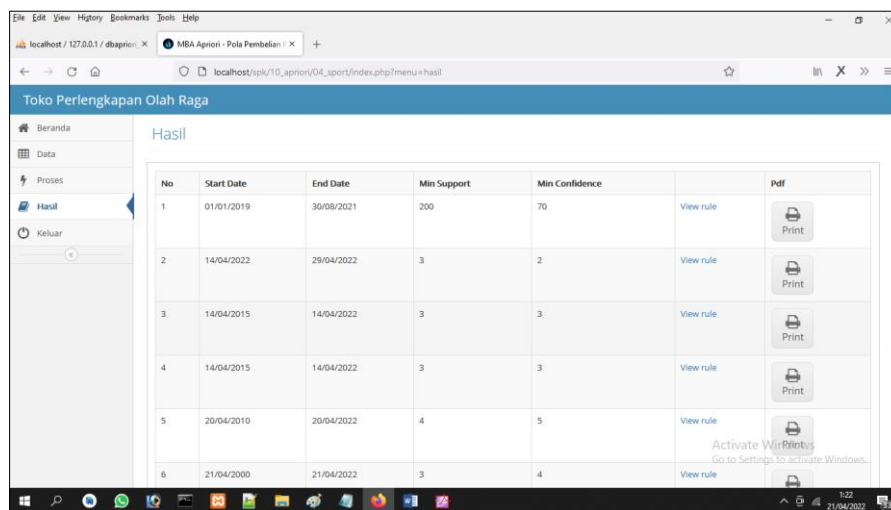 File Edit View History Bookmarks Tools Help
localhost / 127.0.0.1 / dbapriori_ × MBA Apriori - Pola Pembelian × +
localhost/spk/10_apriori/04_sport/index.php?menu=hasil
Toko Perlengkapan Olah Raga
Beranda
Data
Proses
Hasil
Keluar
Hasil
No Start Date End Date Min Support Min Confidence Pdf
1 01/01/2019 30/08/2021 200 70 View rule Print
2 14/04/2022 29/04/2022 3 2 View rule Print
3 14/04/2015 14/04/2022 3 3 View rule Print
4 14/04/2015 14/04/2022 3 3 View rule Print
5 20/04/2010 20/04/2022 4 5 View rule Print
6 21/04/2000 21/04/2022 3 4 View rule
Activate Windows
Go to Settings to activate Windows.
1:22
21/04/2022